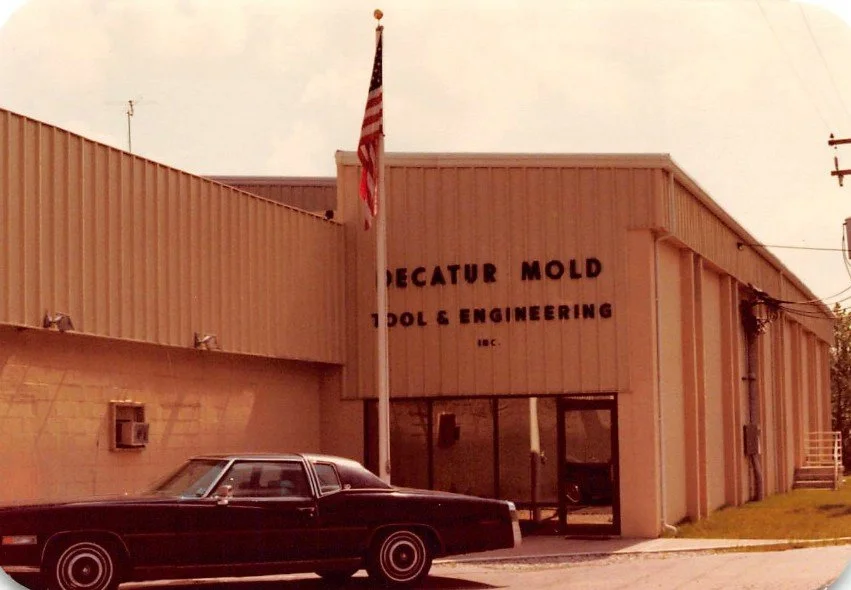 DECATUR MOLD
TOOL & ENGINEERING
INC.